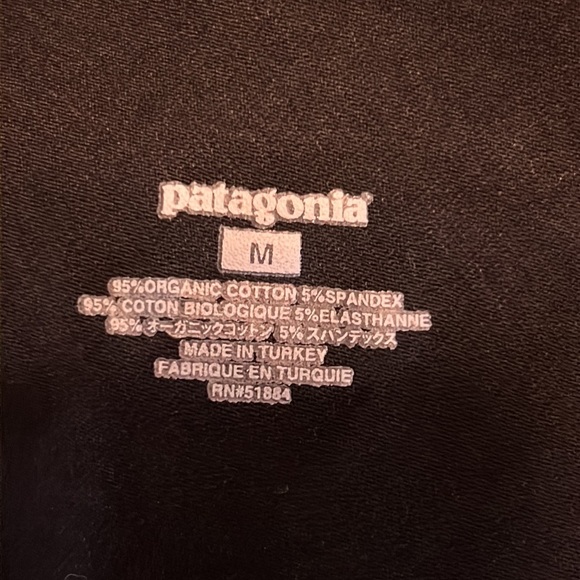 patagonia®
M
95%ORGANIC COTTON 5%SPANDEX
95% COTON BIOLOGIQUE 5%ELASTHANNE
95% オーガニックコットン 5% スパンデックス
MADE IN TURKEY
FABRIQUE EN TURQUIE
RN#51884